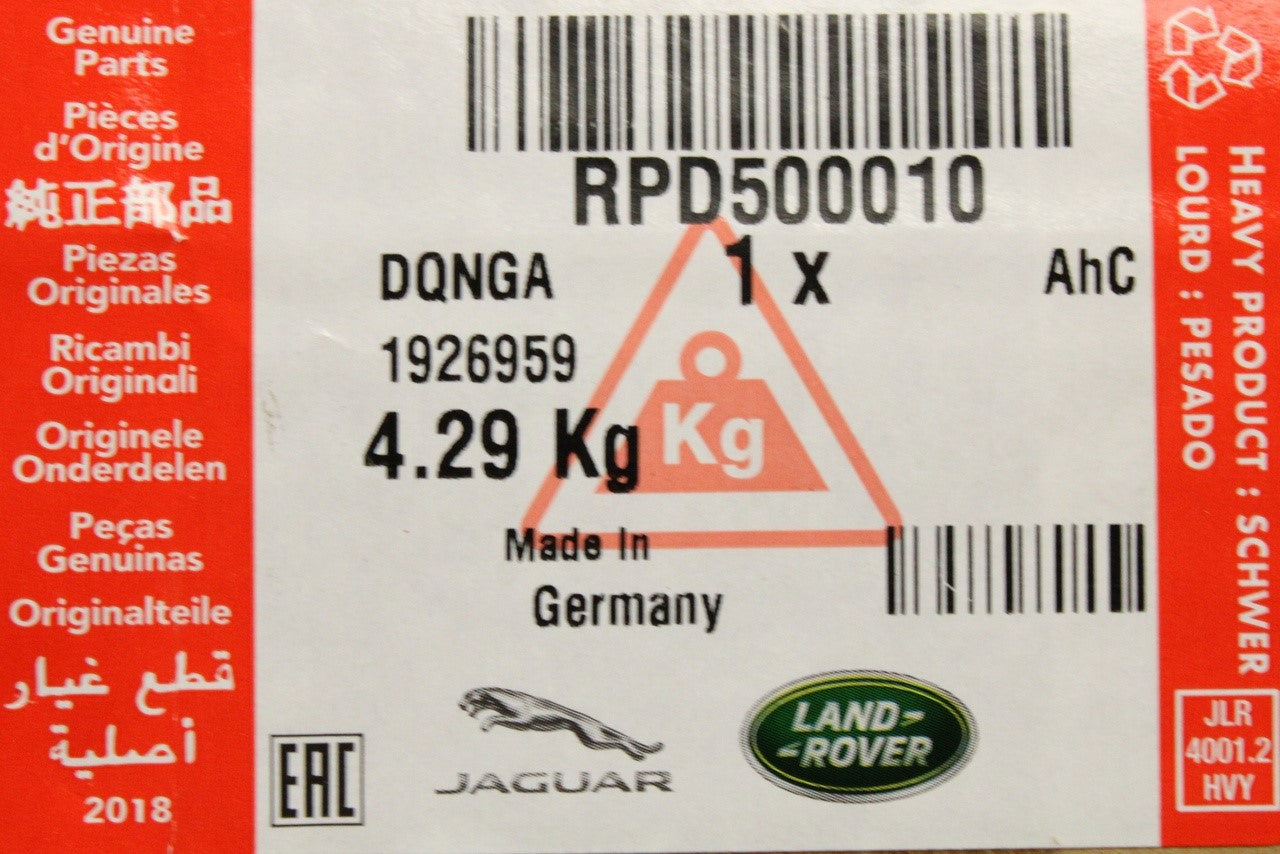 Genuine
Parts
Pièces
d'Origine
純正部品
Piezas
Originales
Ricambi
Originali
Originele
Onderdelen
Peças
Genuinas
Originalteile
قطع غيار
أصلية
2018
RPD500010
DQNGA 1 x AhC
1926959
4.29 Kg
Kg
Made In
Germany
EAC
JAGUAR
LAND-
-ROVER
HEAVY PRODUCT : SCHWER
LOURD : PESADO
JLR
4001.2
HVY